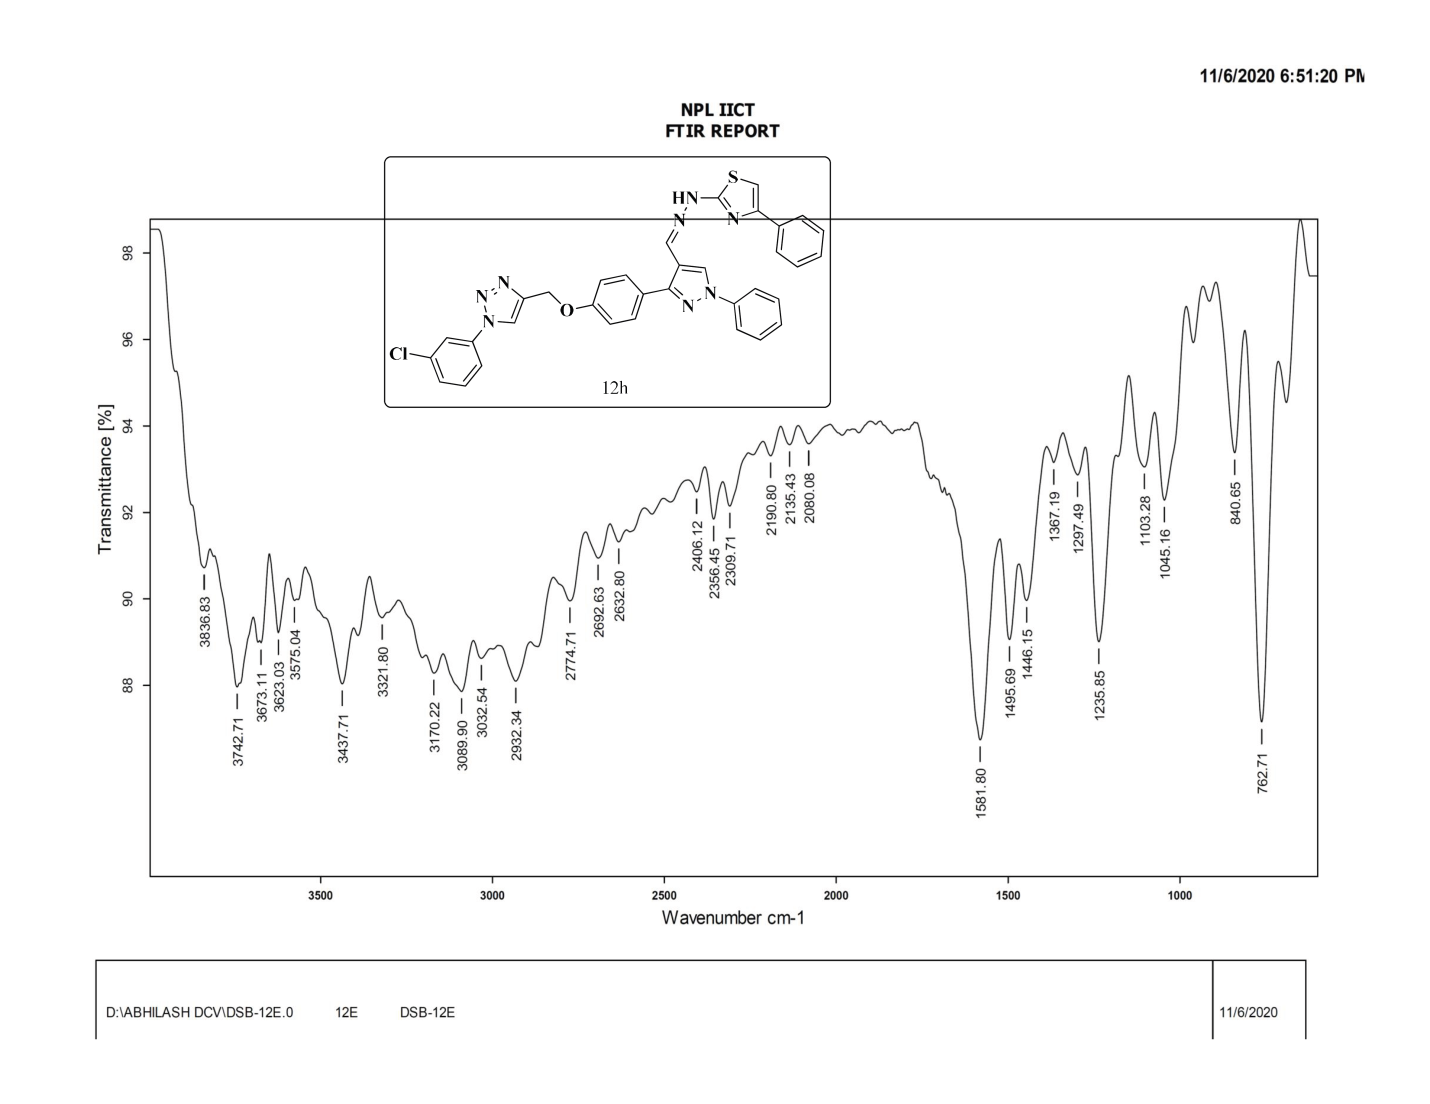 11/6/2020 6:51:20 PM
NPL IICT
FTIR REPORT
S
HN
N
N
N
N
N
N
N
O
Cl
12h
Transmittance [%]
98
96
94
92
90
88
3836.83
3742.71
3673.11
3623.03
3575.04
3437.71
3321.80
3170.22
3089.90
3032.54
2932.34
2774.71
2692.63
2632.80
2406.12
2356.45
2309.71
2190.80
2135.43
2080.08
1581.80
1495.69
1446.15
1367.19
1297.49
1235.85
1103.28
1045.16
840.65
762.71
3500 3000 2500 2000 1500 1000
Wavenumber cm-1
D:\ABHILASH DCV\DSB-12E.0 12E DSB-12E 11/6/2020